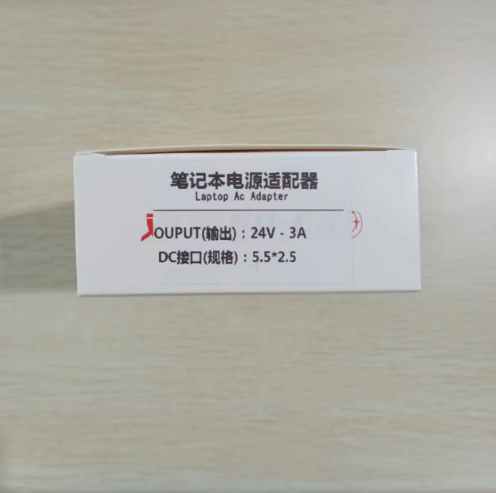 笔记本电源适配器
Laptop Ac Adapter
OUPUT(输出)：24V - 3A
DC接口(规格)：5.5*2.5